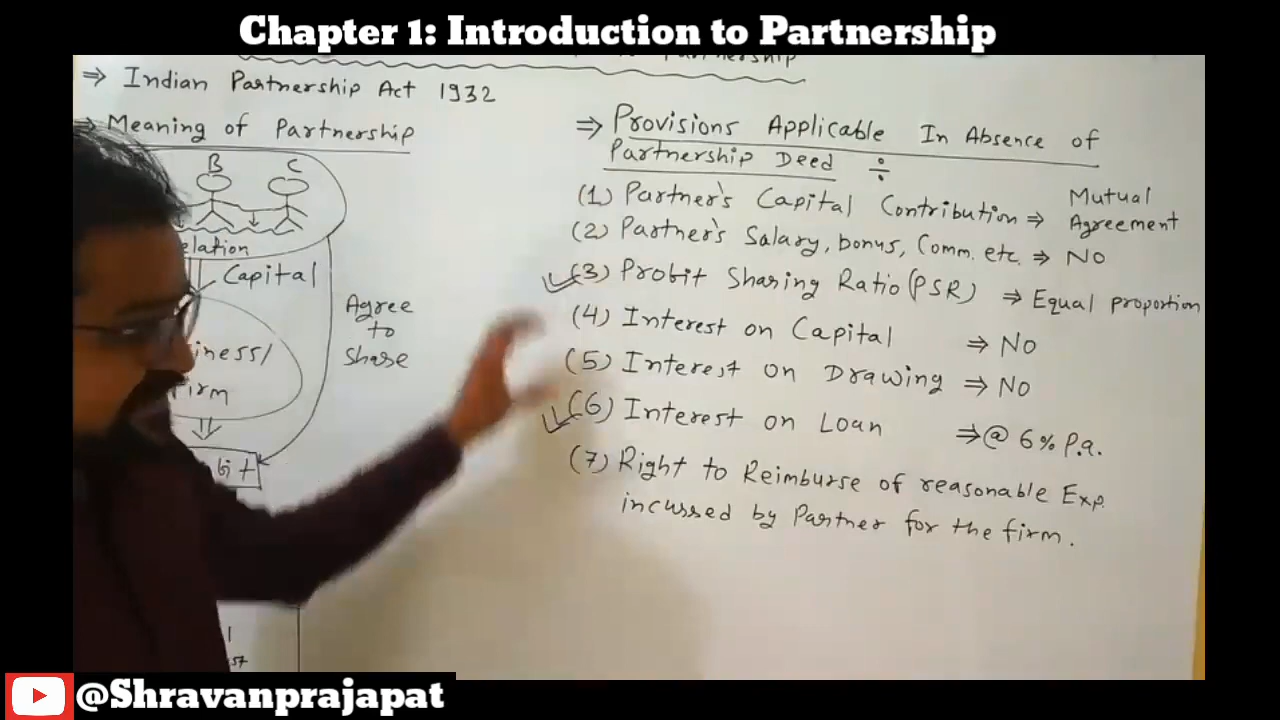 Chapter 1: Introduction to Partnership
⇒ Indian Partnership Act 1932
⇒ Meaning of Partnership
B C
elation
Capital
Agree
to
Share
iness/
irm
⇒ Provisions Applicable In Absence of
Partnership Deed ÷
(1) Partner's Capital Contribution ⇒ Mutual
Agreement
(2) Partner's Salary, bonus, Comm. etc. ⇒ NO
(3) Profit Sharing Ratio (PSR) ⇒ Equal proportion
(4) Interest on Capital ⇒ NO
(5) Interest on Drawing ⇒ NO
(6) Interest on Loan ⇒ @ 6% P.a.
(7) Right to Reimburse of reasonable Exp.
incurred by Partner for the firm.
@Shravanprajapat